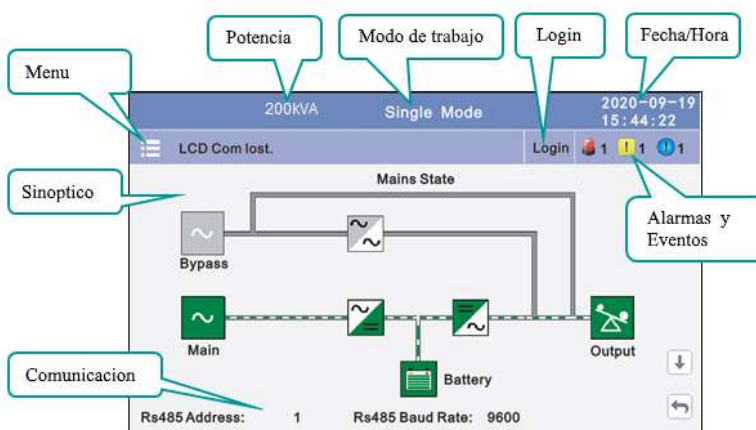 Potencia
Modo de trabajo
Login
Fecha/Hora
Menu
200kVA
Single Mode
2020-09-19
15:44:22
LCD Com lost.
Login 1 1 1
Mains State
Sinoptico
Alarmas y
Eventos
Bypass
Main
Output
Battery
Comunicacion
Rs485 Address: 1 Rs485 Baud Rate: 9600